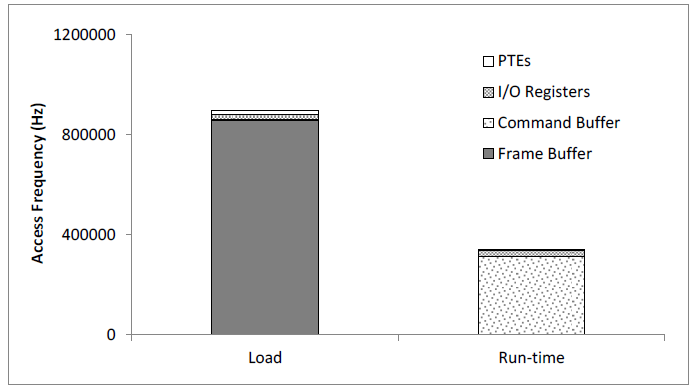 1200000
800000
400000
0
Access Frequency (Hz)
PTEs
I/O Registers
Command Buffer
Frame Buffer
Load
Run-time